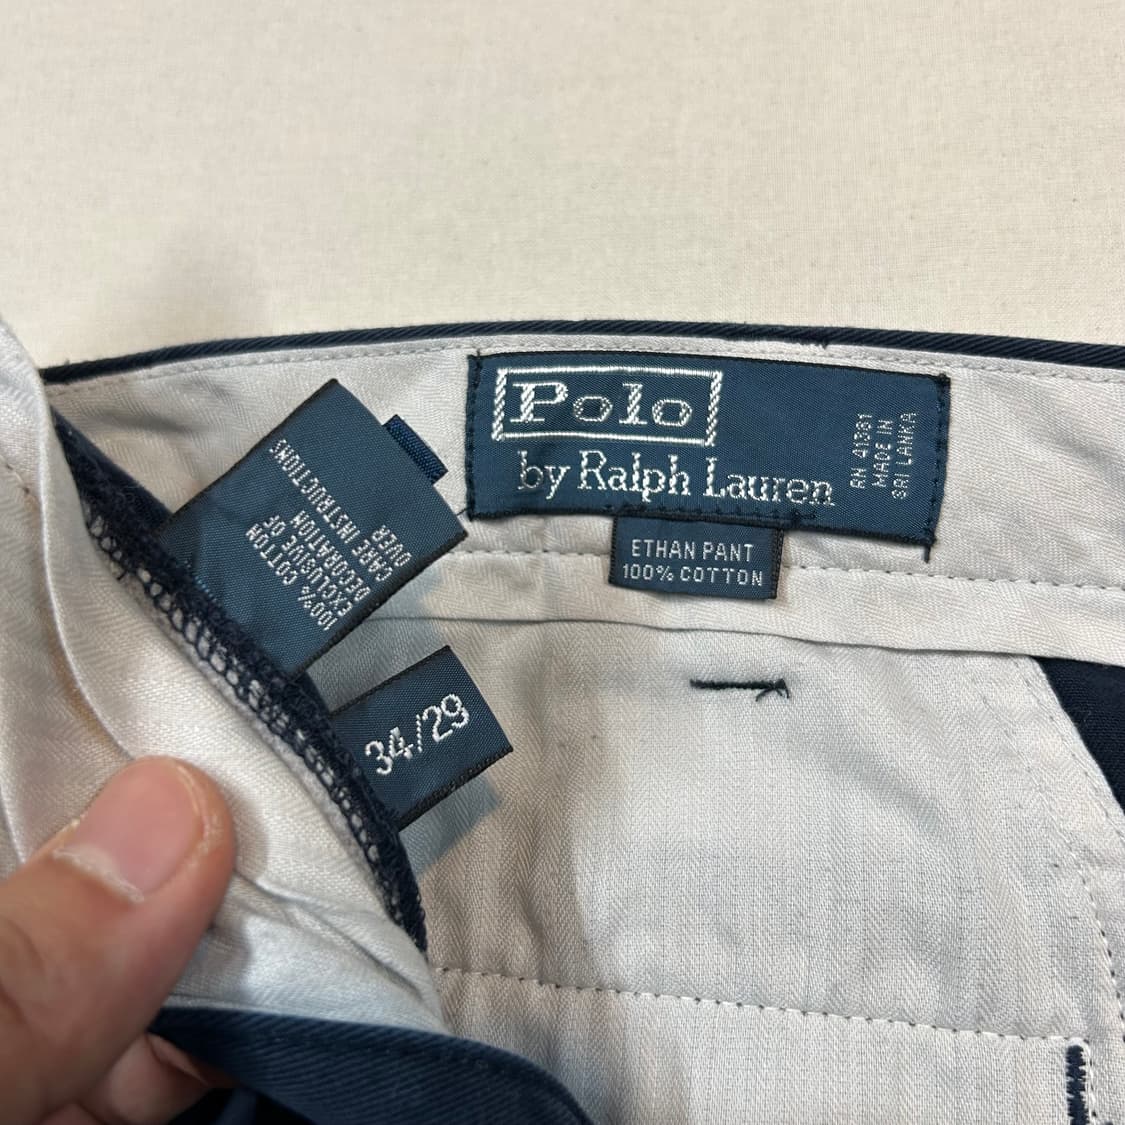 Polo
by Ralph Lauren
RN 41381
MADE IN
SRI LANKA
ETHAN PANT
100% COTTON
100% COTTON
EXCLUSIVE OF
DECORATION
CARE INSTRUCTIONS
OVER
34/29